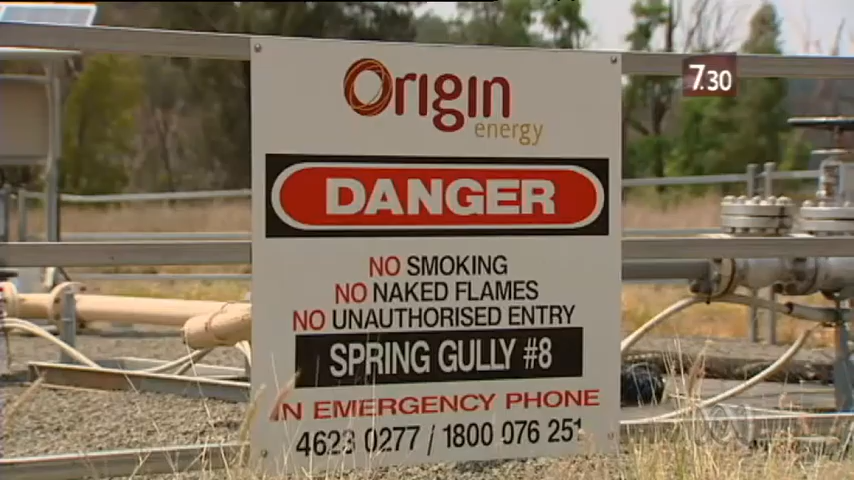 Origin
energy
7.30
DANGER
NO SMOKING
NO NAKED FLAMES
NO UNAUTHORISED ENTRY
SPRING GULLY #8
IN EMERGENCY PHONE
4623 0277 / 1800 076 251